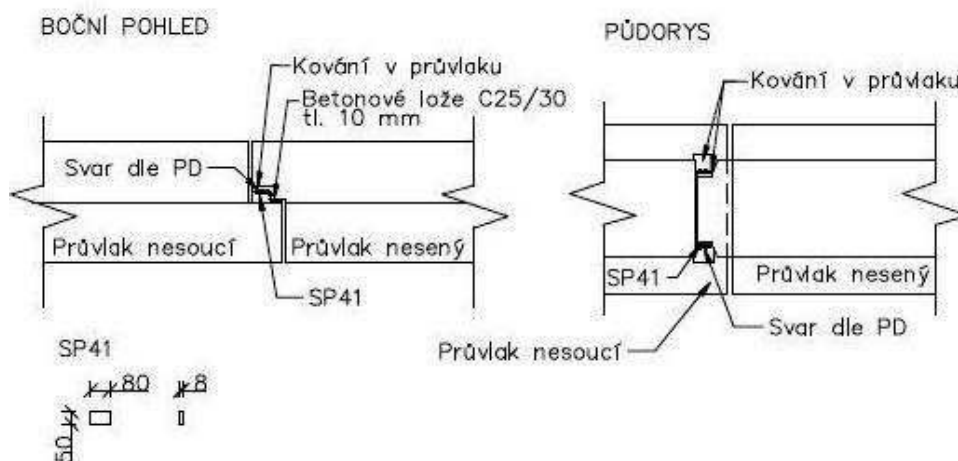 BOČNÍ POHLED
Kování v průvlaku
Betonové lože C25/30
tl. 10 mm
Svar dle PD
Průvlak nesoucí
Průvlak nesený
SP41
PŮDORYS
Kování v průvlaku
SP41
Průvlak nesený
Svar dle PD
Průvlak nesoucí
SP41
80
8
50